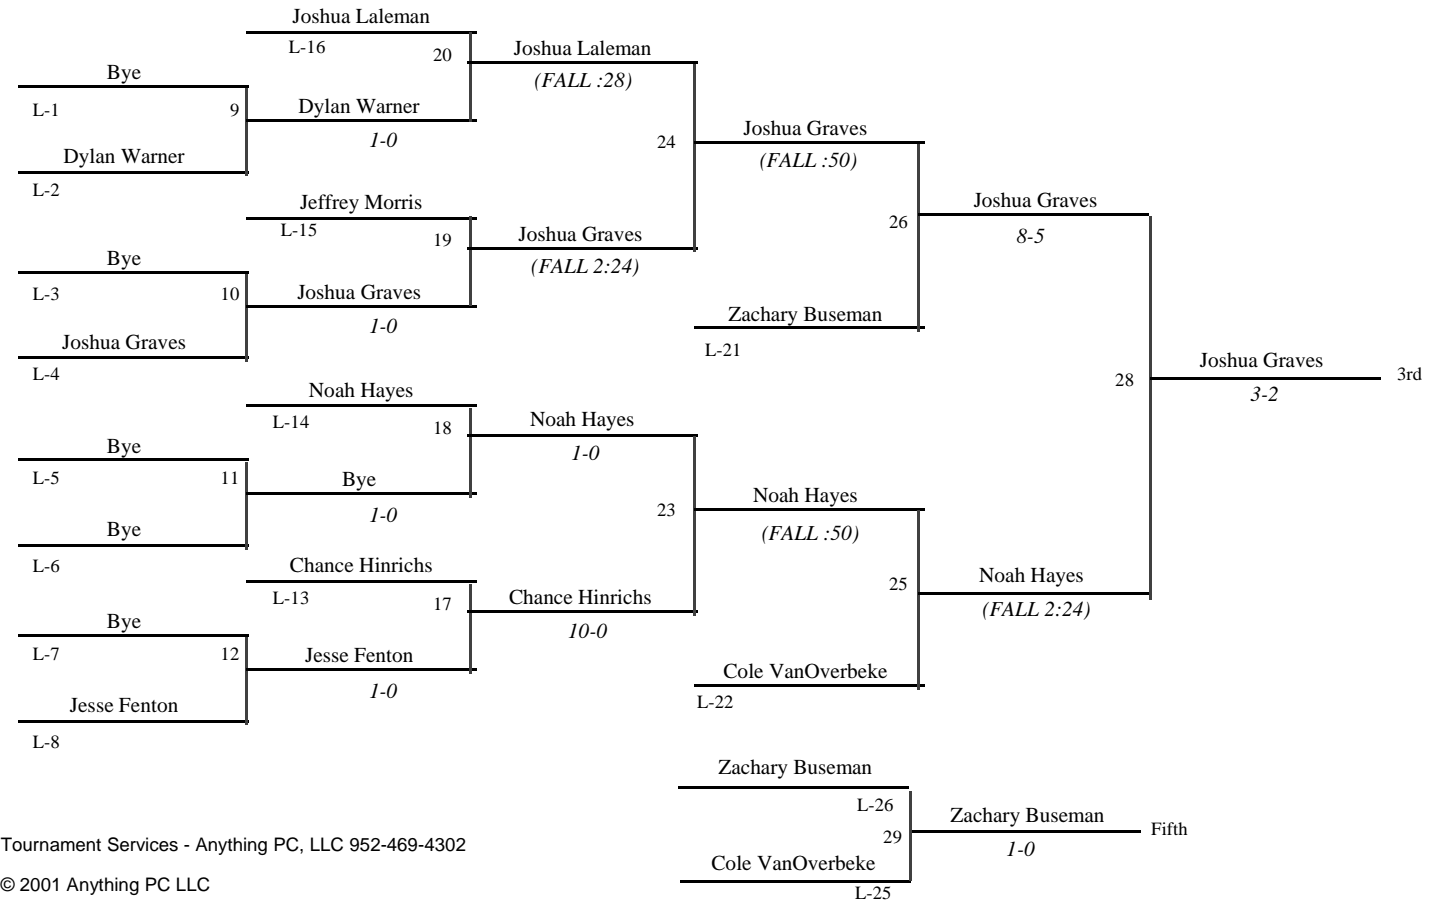 Joshua Laleman
L-16
20
Joshua Laleman
(FALL :28)
Bye
L-1
9
Dylan Warner
1-0
Dylan Warner
L-2
24
Joshua Graves
(FALL :50)
Jeffrey Morris
L-15
19
Joshua Graves
(FALL 2:24)
Bye
L-3
10
Joshua Graves
1-0
Joshua Graves
L-4
26
Joshua Graves
8-5
Zachary Buseman
L-21
28
Joshua Graves
3-2
3rd
Noah Hayes
L-14
18
Noah Hayes
1-0
Bye
L-5
11
Bye
1-0
Bye
L-6
23
Noah Hayes
(FALL :50)
Chance Hinrichs
L-13
17
Chance Hinrichs
10-0
Bye
L-7
12
Jesse Fenton
1-0
Jesse Fenton
L-8
25
Noah Hayes
(FALL 2:24)
Cole VanOverbeke
L-22
Zachary Buseman
L-26
29
Zachary Buseman
1-0
Fifth
Cole VanOverbeke
L-25
Tournament Services - Anything PC, LLC 952-469-4302
© 2001 Anything PC LLC